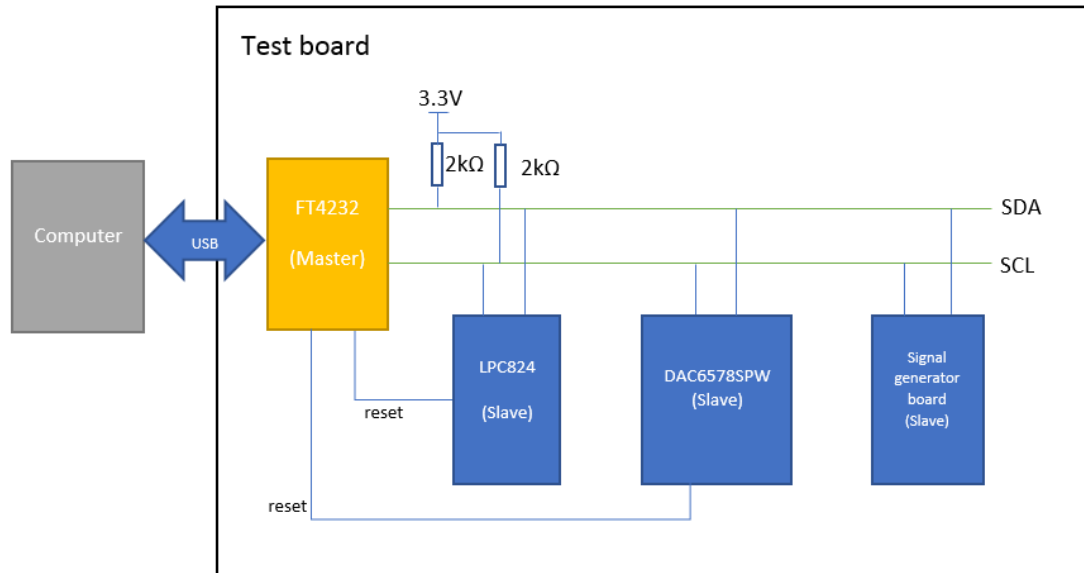 Test board
3.3V
2kΩ
2kΩ
FT4232
(Master)
Computer
USB
SDA
SCL
LPC824
(Slave)
DAC6578SPW
(Slave)
Signal
generator
board
(Slave)
reset
reset